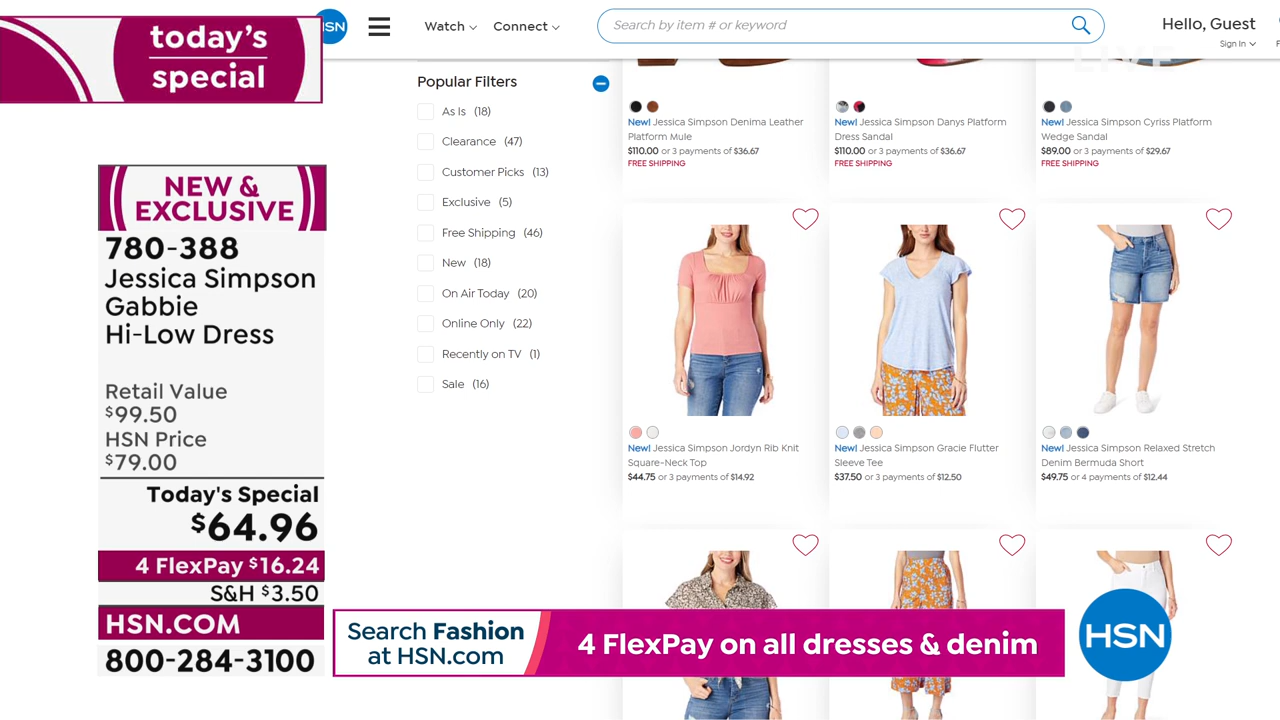 today's
special
HSN
Watch
Connect
Search by item # or keyword
Hello, Guest
Sign In
LIVE
NEW &
EXCLUSIVE
780-388
Jessica Simpson
Gabbie
Hi-Low Dress
Retail Value
$99.50
HSN Price
$79.00
Today's Special
$64.96
4 FlexPay $16.24
S&H $3.50
HSN.COM
800-284-3100
Popular Filters
As Is (18)
Clearance (47)
Customer Picks (13)
Exclusive (5)
Free Shipping (46)
New (18)
On Air Today (20)
Online Only (22)
Recently on TV (1)
Sale (16)
New! Jessica Simpson Denima Leather
Platform Mule
$110.00 or 3 payments of $36.67
FREE SHIPPING
New! Jessica Simpson Danys Platform
Dress Sandal
$110.00 or 3 payments of $36.67
FREE SHIPPING
New! Jessica Simpson Cyriss Platform
Wedge Sandal
$89.00 or 3 payments of $29.67
FREE SHIPPING
New! Jessica Simpson Jordyn Rib Knit
Square-Neck Top
$44.75 or 3 payments of $14.92
New! Jessica Simpson Gracie Flutter
Sleeve Tee
$37.50 or 3 payments of $12.50
New! Jessica Simpson Relaxed Stretch
Denim Bermuda Short
$49.75 or 4 payments of $12.44
Search Fashion
at HSN.com
4 FlexPay on all dresses & denim
HSN